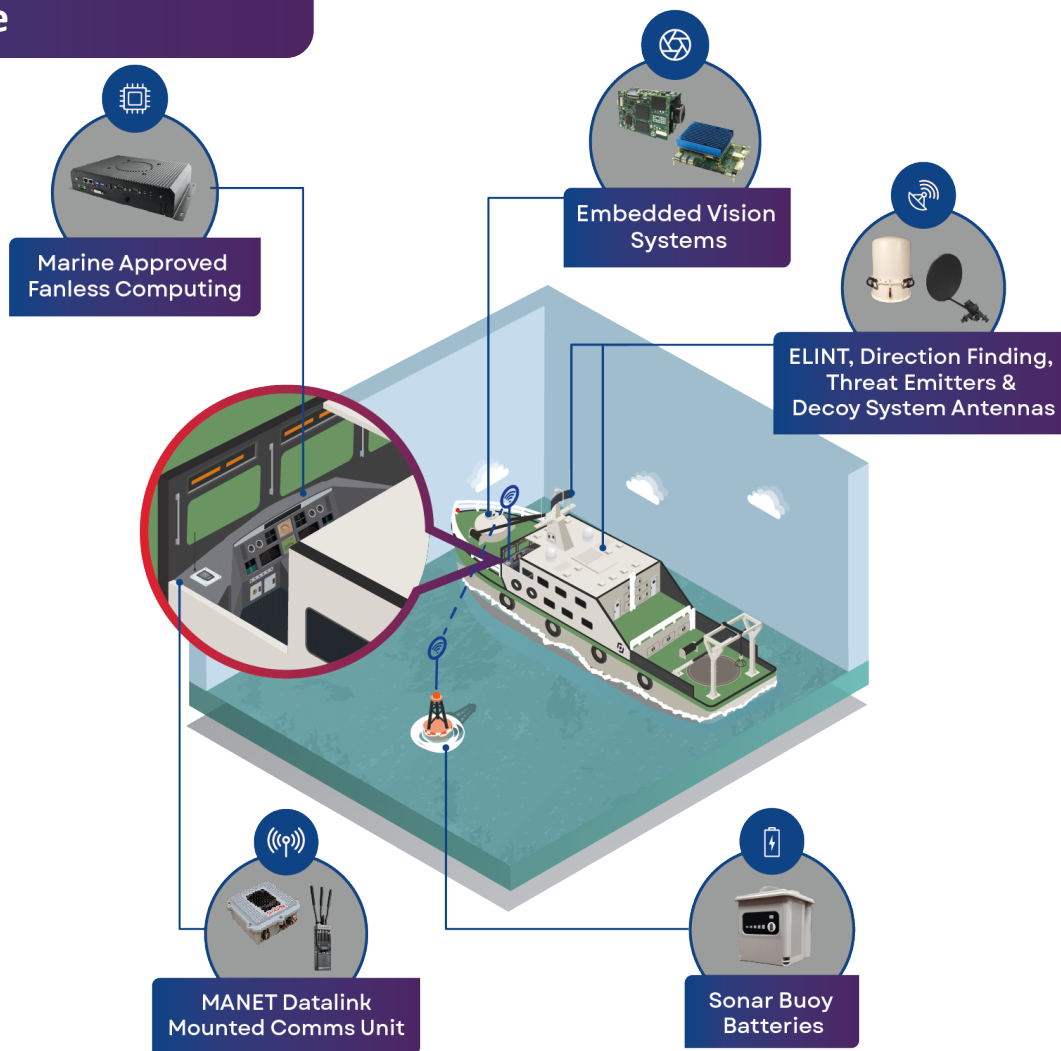 Embedded Vision
Systems
Marine Approved
Fanless Computing
ELINT, Direction Finding,
Threat Emitters &
Decoy System Antennas
MANET Datalink
Mounted Comms Unit
Sonar Buoy
Batteries